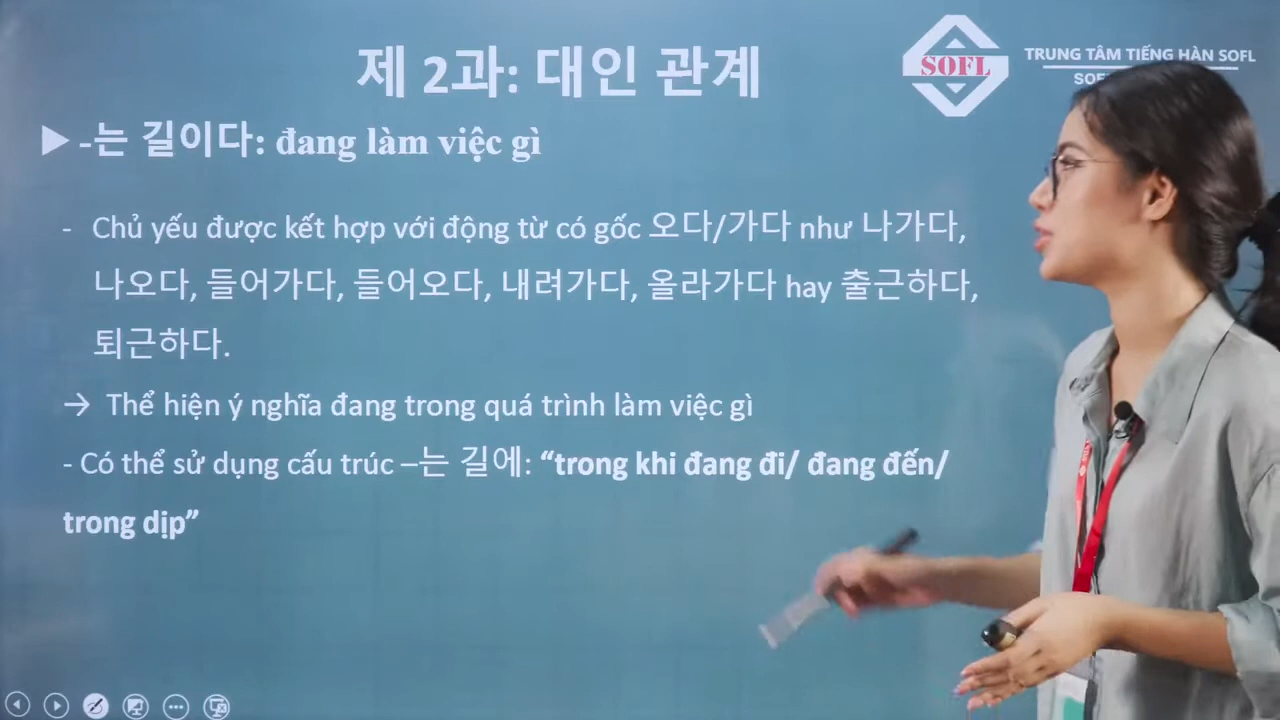 제 2과: 대인 관계
SOFL
TRUNG TÂM TIẾNG HÀN SOFL
-는 길이다: đang làm việc gì
- Chủ yếu được kết hợp với động từ có gốc 오다/가다 như 나가다,
나오다, 들어가다, 들어오다, 내려가다, 올라가다 hay 출근하다,
퇴근하다.
→ Thể hiện ý nghĩa đang trong quá trình làm việc gì
- Có thể sử dụng cấu trúc –는 길에: “trong khi đang đi/ đang đến/
trong dịp”